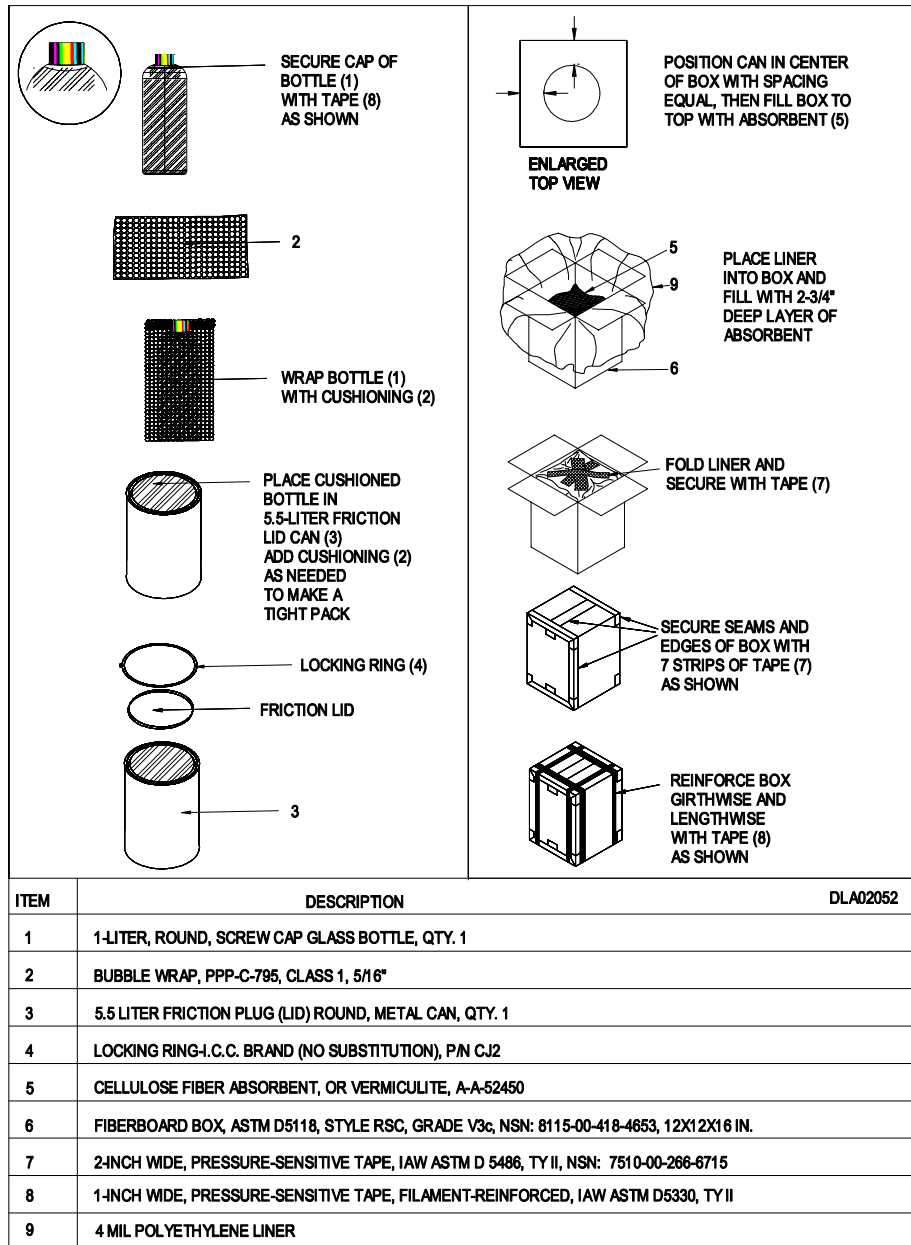 SECURE CAP OF
BOTTLE (1)
WITH TAPE (8)
AS SHOWN
2
WRAP BOTTLE (1)
WITH CUSHIONING (2)
PLACE CUSHIONED
BOTTLE IN
5.5-LITER FRICTION
LID CAN (3)
ADD CUSHIONING (2)
AS NEEDED
TO MAKE A
TIGHT PACK
LOCKING RING (4)
FRICTION LID
3
POSITION CAN IN CENTER
OF BOX WITH SPACING
EQUAL, THEN FILL BOX TO
TOP WITH ABSORBENT (5)
ENLARGED
TOP VIEW
5
9
6
PLACE LINER
INTO BOX AND
FILL WITH 2-3/4"
DEEP LAYER OF
ABSORBENT
FOLD LINER AND
SECURE WITH TAPE (7)
SECURE SEAMS AND
EDGES OF BOX WITH
7 STRIPS OF TAPE (7)
AS SHOWN
REINFORCE BOX
GIRTHWISE AND
LENGTHWISE
WITH TAPE (8)
AS SHOWN
ITEM DESCRIPTION DLA02052
1 1-LITER, ROUND, SCREW CAP GLASS BOTTLE, QTY. 1
2 BUBBLE WRAP, PPP-C-795, CLASS 1, 5/16"
3 5.5 LITER FRICTION PLUG (LID) ROUND, METAL CAN, QTY. 1
4 LOCKING RING-I.C.C. BRAND (NO SUBSTITUTION), P/N CJ2
5 CELLULOSE FIBER ABSORBENT, OR VERMICULITE, A-A-52450
6 FIBERBOARD BOX, ASTM D5118, STYLE RSC, GRADE V3c, NSN: 8115-00-418-4653, 12X12X16 IN.
7 2-INCH WIDE, PRESSURE-SENSITIVE TAPE, IAW ASTM D 5486, TY II, NSN: 7510-00-266-6715
8 1-INCH WIDE, PRESSURE-SENSITIVE TAPE, FILAMENT-REINFORCED, IAW ASTM D5330, TY II
9 4 MIL POLYETHYLENE LINER